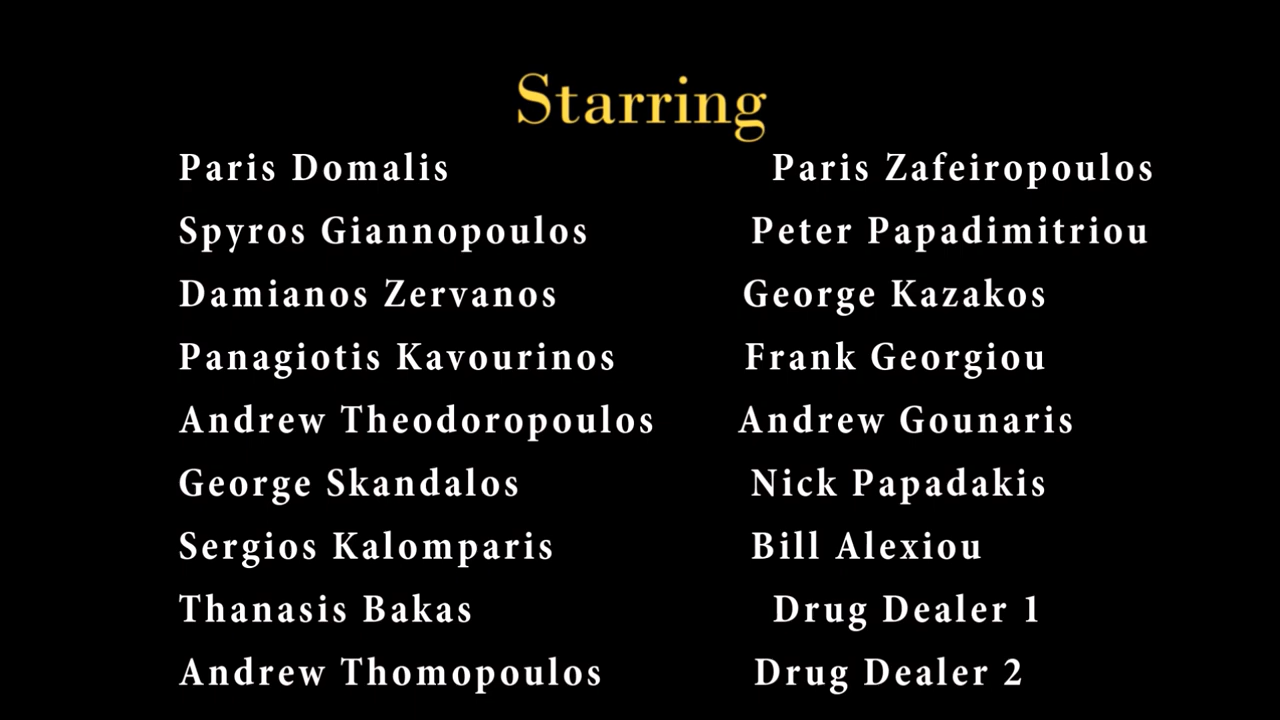 Starring
Paris Domalis Paris Zafeiropoulos
Spyros Giannopoulos Peter Papadimitriou
Damianos Zervanos George Kazakos
Panagiotis Kavourinos Frank Georgiou
Andrew Theodoropoulos Andrew Gounaris
George Skandalos Nick Papadakis
Sergios Kalomparis Bill Alexiou
Thanasis Bakas Drug Dealer 1
Andrew Thomopoulos Drug Dealer 2